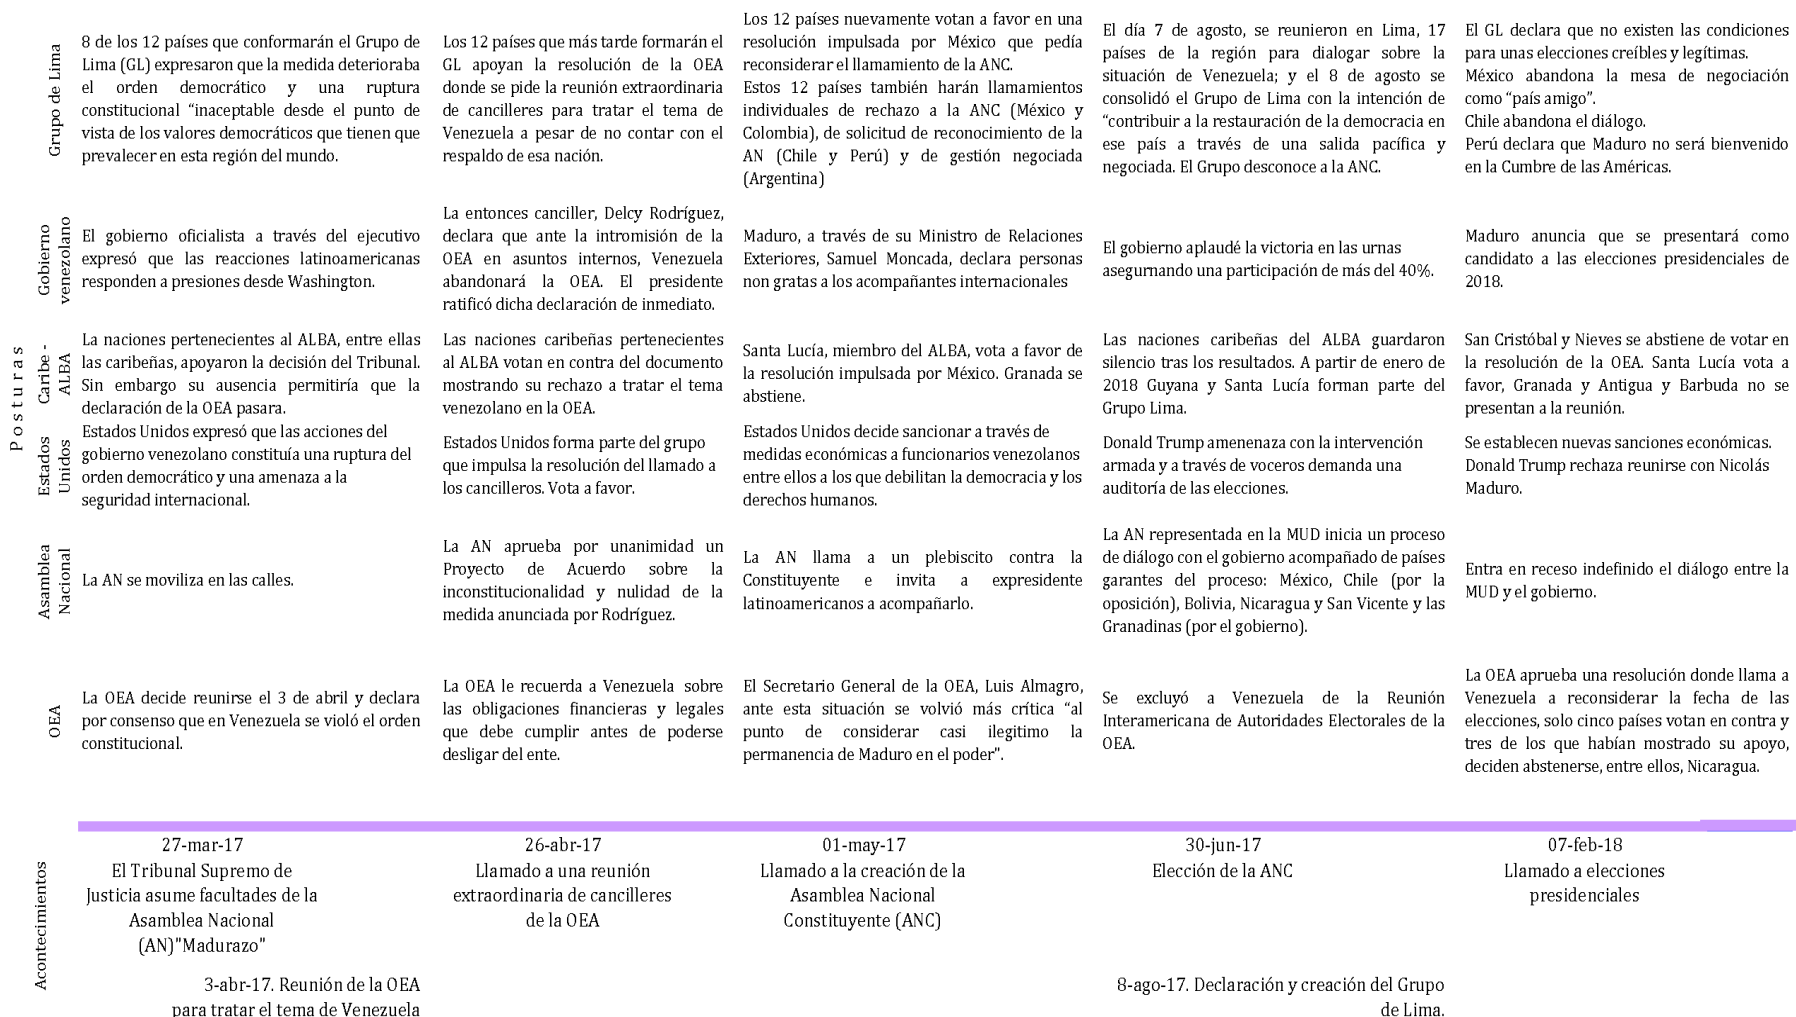 Posturas
Grupo de Lima
8 de los 12 países que conformarán el Grupo de
Lima (GL) expresaron que la medida deterioraba
el orden democrático y una ruptura
constitucional “inaceptable desde el punto de
vista de los valores democráticos que tienen que
prevalecer en esta región del mundo.
Los 12 países que más tarde formarán el
GL apoyan la resolución de la OEA
donde se pide la reunión extraordinaria
de cancilleres para tratar el tema de
Venezuela a pesar de no contar con el
respaldo de esa nación.
Los 12 países nuevamente votan a favor en una
resolución impulsada por México que pedía
reconsiderar el llamamiento de la ANC.
Estos 12 países también harán llamamientos
individuales de rechazo a la ANC (México y
Colombia), de solicitud de reconocimiento de la
AN (Chile y Perú) y de gestión negociada
(Argentina)
El día 7 de agosto, se reunieron en Lima, 17
países de la región para dialogar sobre la
situación de Venezuela; y el 8 de agosto se
consolidó el Grupo de Lima con la intención de
“contribuir a la restauración de la democracia en
ese país a través de una salida pacífica y
negociada. El Grupo desconoce a la ANC.
El GL declara que no existen las condiciones
para unas elecciones creíbles y legítimas.
México abandona la mesa de negociación
como “país amigo”.
Chile abandona el diálogo.
Perú declara que Maduro no será bienvenido
en la Cumbre de las Américas.
Gobierno
venezolano
El gobierno oficialista a través del ejecutivo
expresó que las reacciones latinoamericanas
responden a presiones desde Washington.
La entonces canciller, Delcy Rodríguez,
declara que ante la intromisión de la
OEA en asuntos internos, Venezuela
abandonará la OEA. El presidente
ratificó dicha declaración de inmediato.
Maduro, a través de su Ministro de Relaciones
Exteriores, Samuel Moncada, declara personas
non gratas a los acompañantes internacionales
El gobierno aplaudé la victoria en las urnas
asegurnando una participación de más del 40%.
Maduro anuncia que se presentará como
candidato a las elecciones presidenciales de
2018.
Caribe -
ALBA
La naciones pertenecientes al ALBA, entre ellas
las caribeñas, apoyaron la decisión del Tribunal.
Sin embargo su ausencia permitiría que la
declaración de la OEA pasara.
Las naciones caribeñas pertenecientes
al ALBA votan en contra del documento
mostrando su rechazo a tratar el tema
venezolano en la OEA.
Santa Lucía, miembro del ALBA, vota a favor de
la resolución impulsada por México. Granada se
abstiene.
Las naciones caribeñas del ALBA guardaron
silencio tras los resultados. A partir de enero de
2018 Guyana y Santa Lucía forman parte del
Grupo Lima.
San Cristóbal y Nieves se abstiene de votar en
la resolución de la OEA. Santa Lucía vota a
favor, Granada y Antigua y Barbuda no se
presentan a la reunión.
Estados
Unidos
Estados Unidos expresó que las acciones del
gobierno venezolano constituía una ruptura del
orden democrático y una amenaza a la
seguridad internacional.
Estados Unidos forma parte del grupo
que impulsa la resolución del llamado a
los cancilleros. Vota a favor.
Estados Unidos decide sancionar a través de
medidas económicas a funcionarios venezolanos
entre ellos a los que debilitan la democracia y los
derechos humanos.
Donald Trump amenenaza con la intervención
armada y a través de voceros demanda una
auditoría de las elecciones.
Se establecen nuevas sanciones económicas.
Donald Trump rechaza reunirse con Nicolás
Maduro.
Asamblea
Nacional
La AN se moviliza en las calles.
La AN aprueba por unanimidad un
Proyecto de Acuerdo sobre la
inconstitucionalidad y nulidad de la
medida anunciada por Rodríguez.
La AN llama a un plebiscito contra la
Constituyente e invita a expresidente
latinoamericanos a acompañarlo.
La AN representada en la MUD inicia un proceso
de diálogo con el gobierno acompañado de países
garantes del proceso: México, Chile (por la
oposición), Bolivia, Nicaragua y San Vicente y las
Granadinas (por el gobierno).
Entra en receso indefinido el diálogo entre la
MUD y el gobierno.
OEA
La OEA decide reunirse el 3 de abril y declara
por consenso que en Venezuela se violó el orden
constitucional.
La OEA le recuerda a Venezuela sobre
las obligaciones financieras y legales
que debe cumplir antes de poderse
desligar del ente.
El Secretario General de la OEA, Luis Almagro,
ante esta situación se volvió más crítica “al
punto de considerar casi ilegitimo la
permanencia de Maduro en el poder".
Se excluyó a Venezuela de la Reunión
Interamericana de Autoridades Electorales de la
OEA.
La OEA aprueba una resolución donde llama a
Venezuela a reconsiderar la fecha de las
elecciones, solo cinco países votan en contra y
tres de los que habían mostrado su apoyo,
deciden abstenerse, entre ellos, Nicaragua.
Acontecimientos
27-mar-17
El Tribunal Supremo de
Justicia asume facultades de la
Asamblea Nacional
(AN)"Madurazo"
26-abr-17
Llamado a una reunión
extraordinaria de cancilleres
de la OEA
01-may-17
Llamado a la creación de la
Asamblea Nacional
Constituyente (ANC)
30-jun-17
Elección de la ANC
07-feb-18
Llamado a elecciones
presidenciales
3-abr-17. Reunión de la OEA
para tratar el tema de Venezuela
8-ago-17. Declaración y creación del Grupo
de Lima.